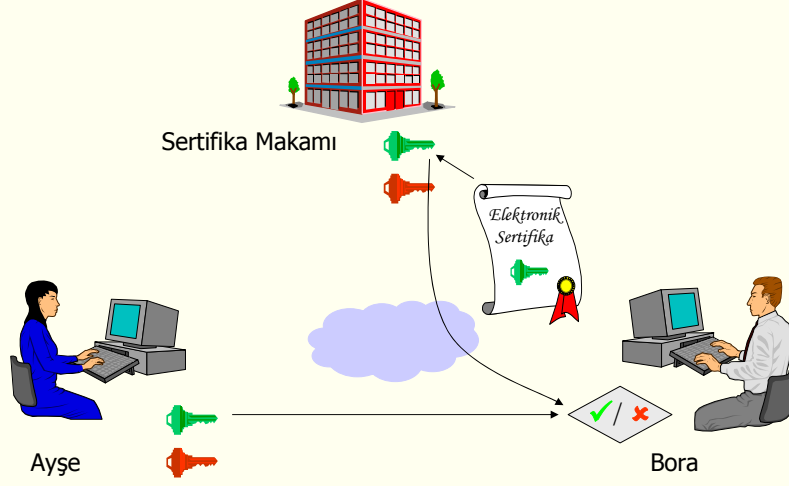 Sertifika Makamı
Elektronik
Sertifika
/
Ayşe
Bora